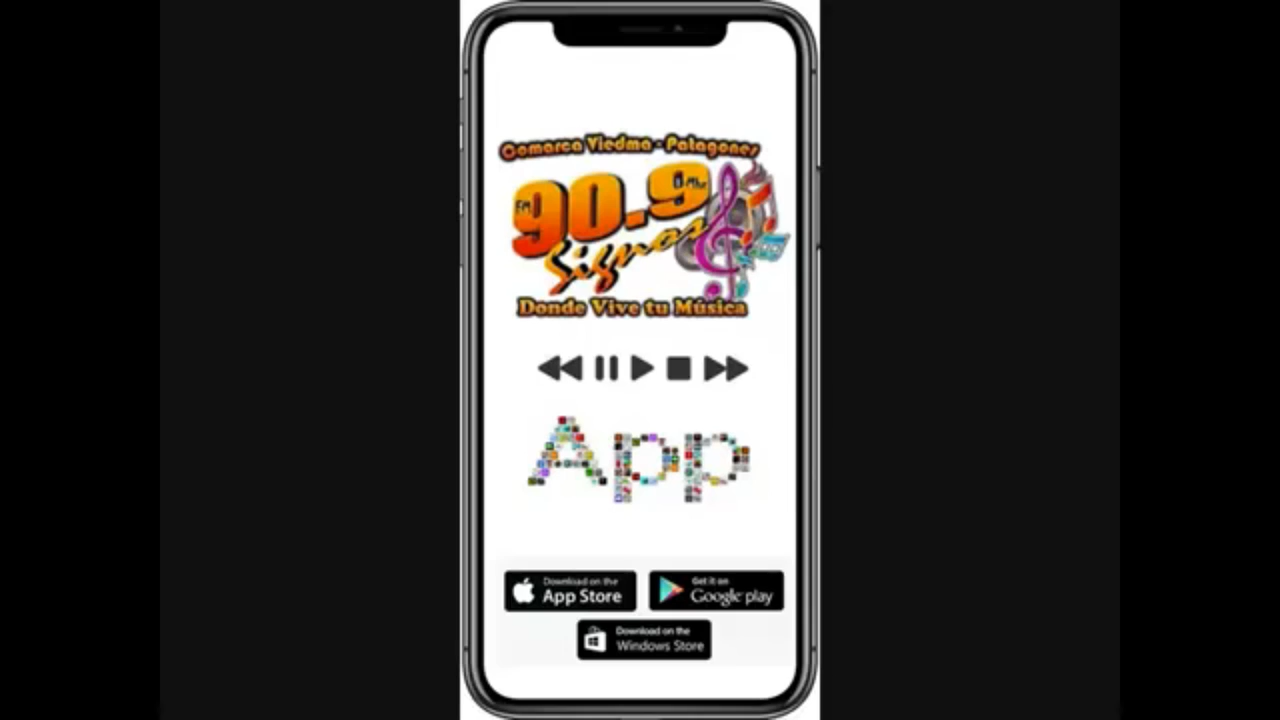 Comarca Viedma - Patagones
FM 90.9 Mhz
Signos
Donde Vive tu Música
App
Download on the
App Store
Get it on
Google play
Download on the
Windows Store